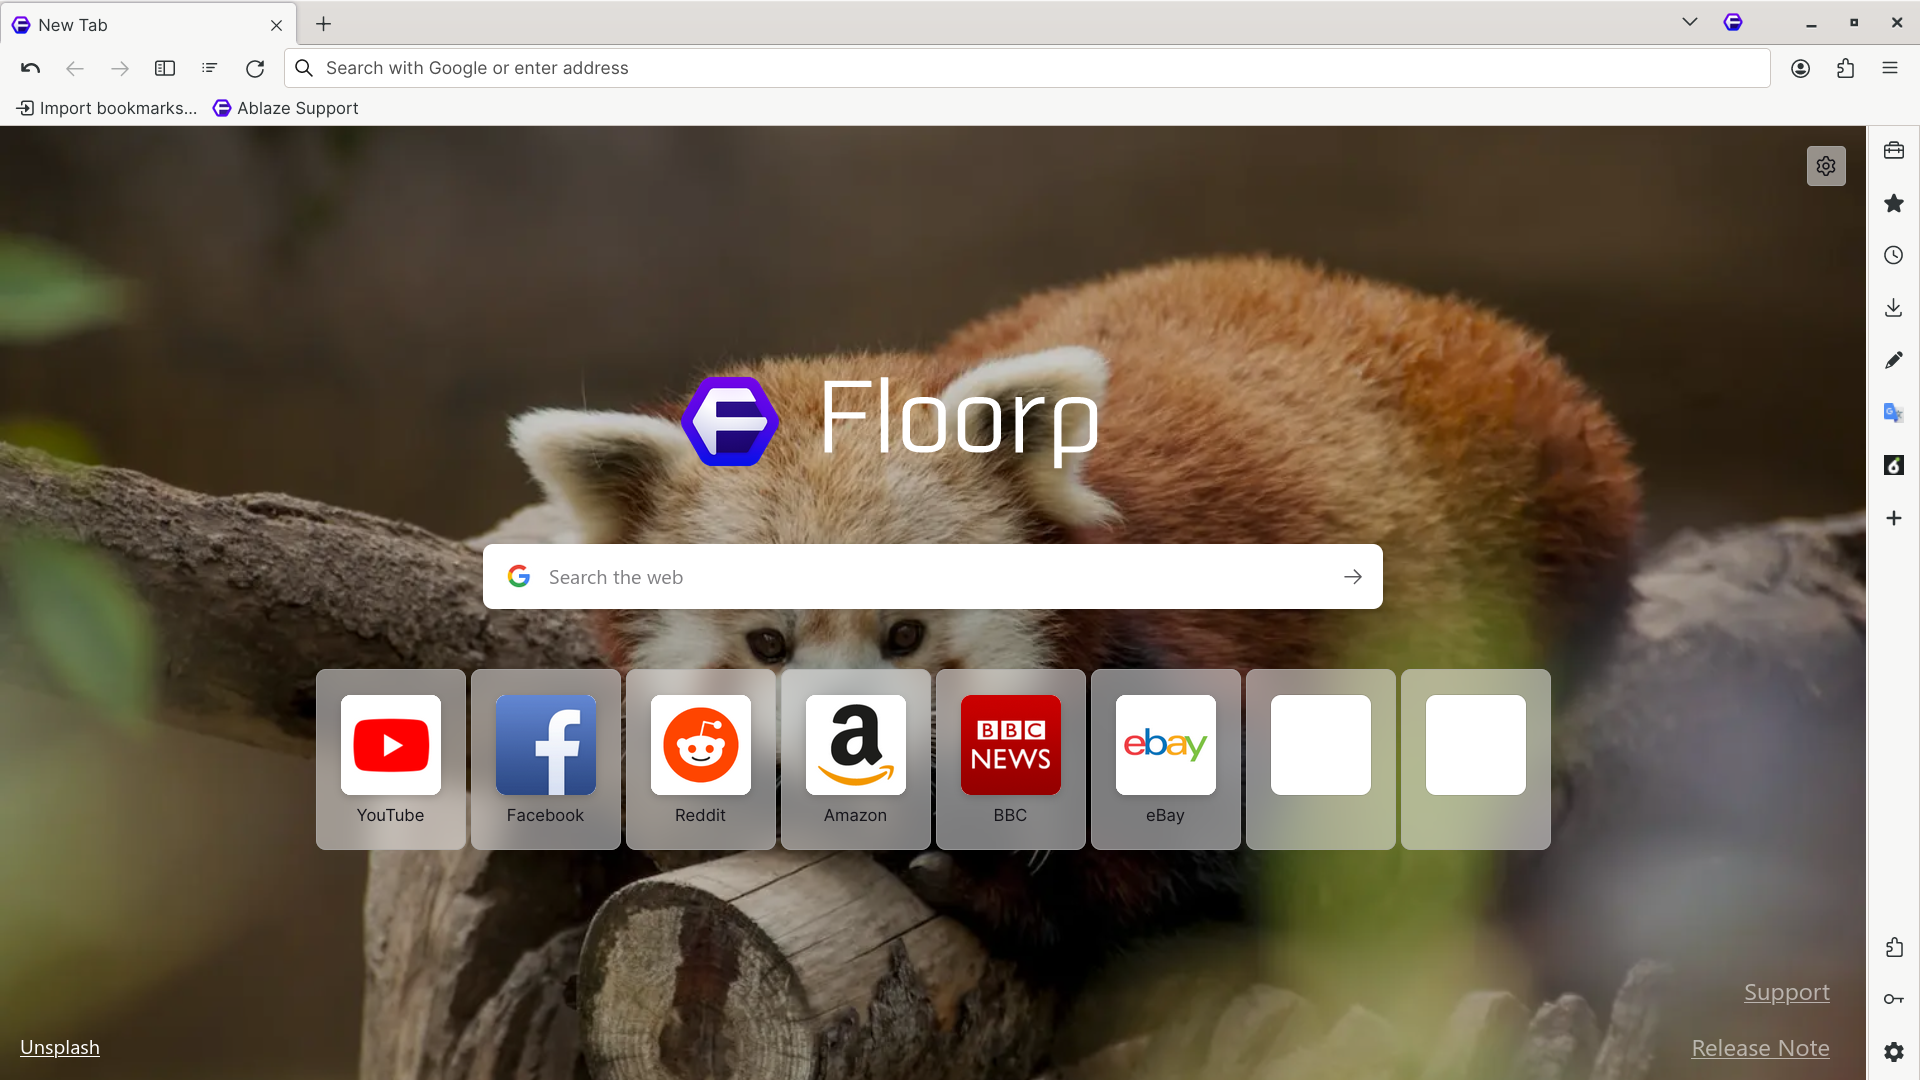 New Tab
Search with Google or enter address
Import bookmarks...
Ablaze Support
Floorp
Search the web
BBC
NEWS
ebay
YouTube
Facebook
Reddit
Amazon
BBC
eBay
Support
Unsplash
Release Note